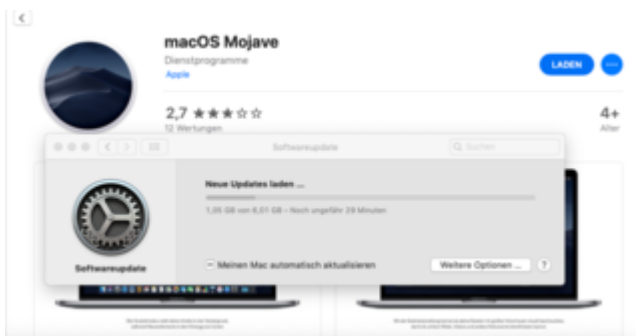 macOS Mojave
Dienstprogramme
Apple
LADEN
2,7 ★★★☆☆
12 Wertungen
4+
Alter
Softwareupdate
Suchen
Neue Updates laden ...
1,05 GB von 6,01 GB – Noch ungefähr 29 Minuten
Softwareupdate
Meinen Mac automatisch aktualisieren
Weitere Optionen ...
?